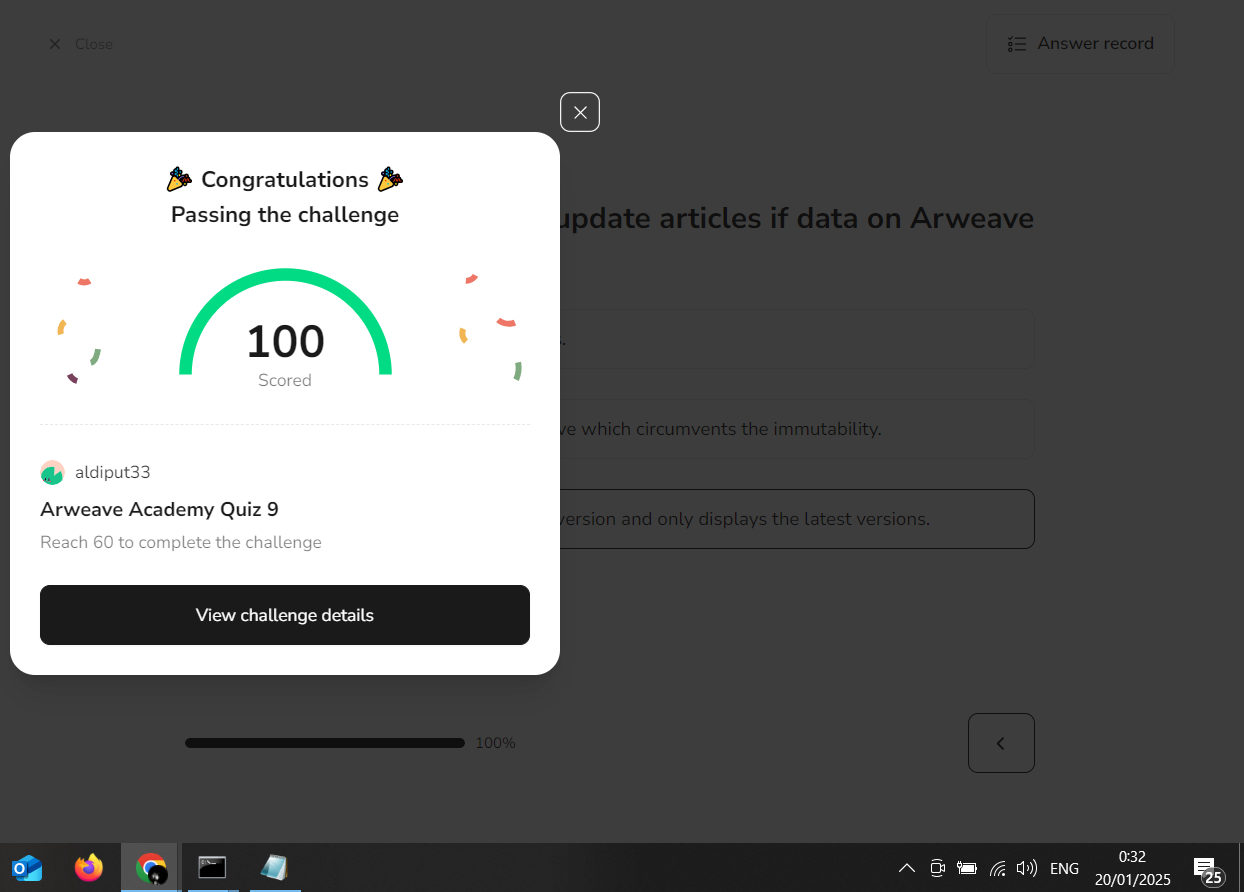 Close
Answer record
Congratulations
Passing the challenge
update articles if data on Arweave
100
Scored
ve which circumvents the immutability.
aldiput33
Arweave Academy Quiz 9
version and only displays the latest versions.
Reach 60 to complete the challenge
View challenge details
100%
ENG
0:32
20/01/2025
25